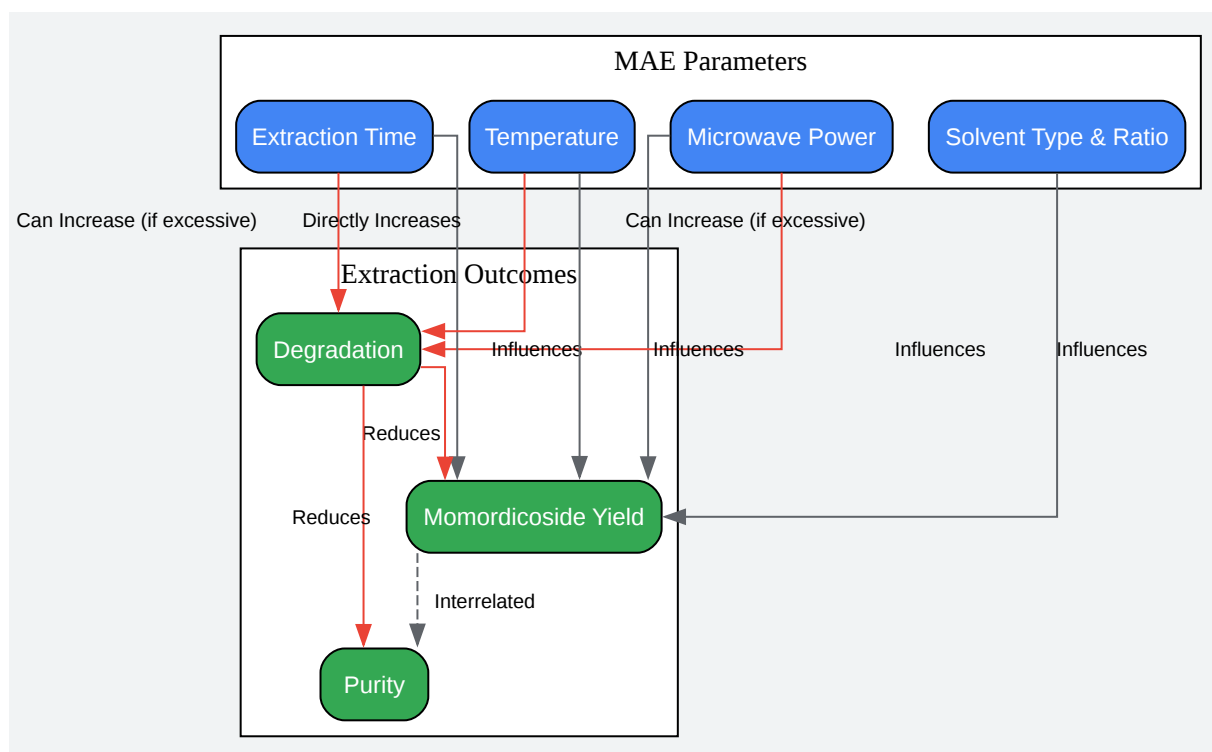 MAE Parameters
Extraction Time
Temperature
Microwave Power
Solvent Type & Ratio
Can Increase (if excessive)
Directly Increases
Can Increase (if excessive)
Extraction Outcomes
Degradation
Influences
Influences
Influences
Influences
Reduces
Momordicoside Yield
Reduces
Interrelated
Purity